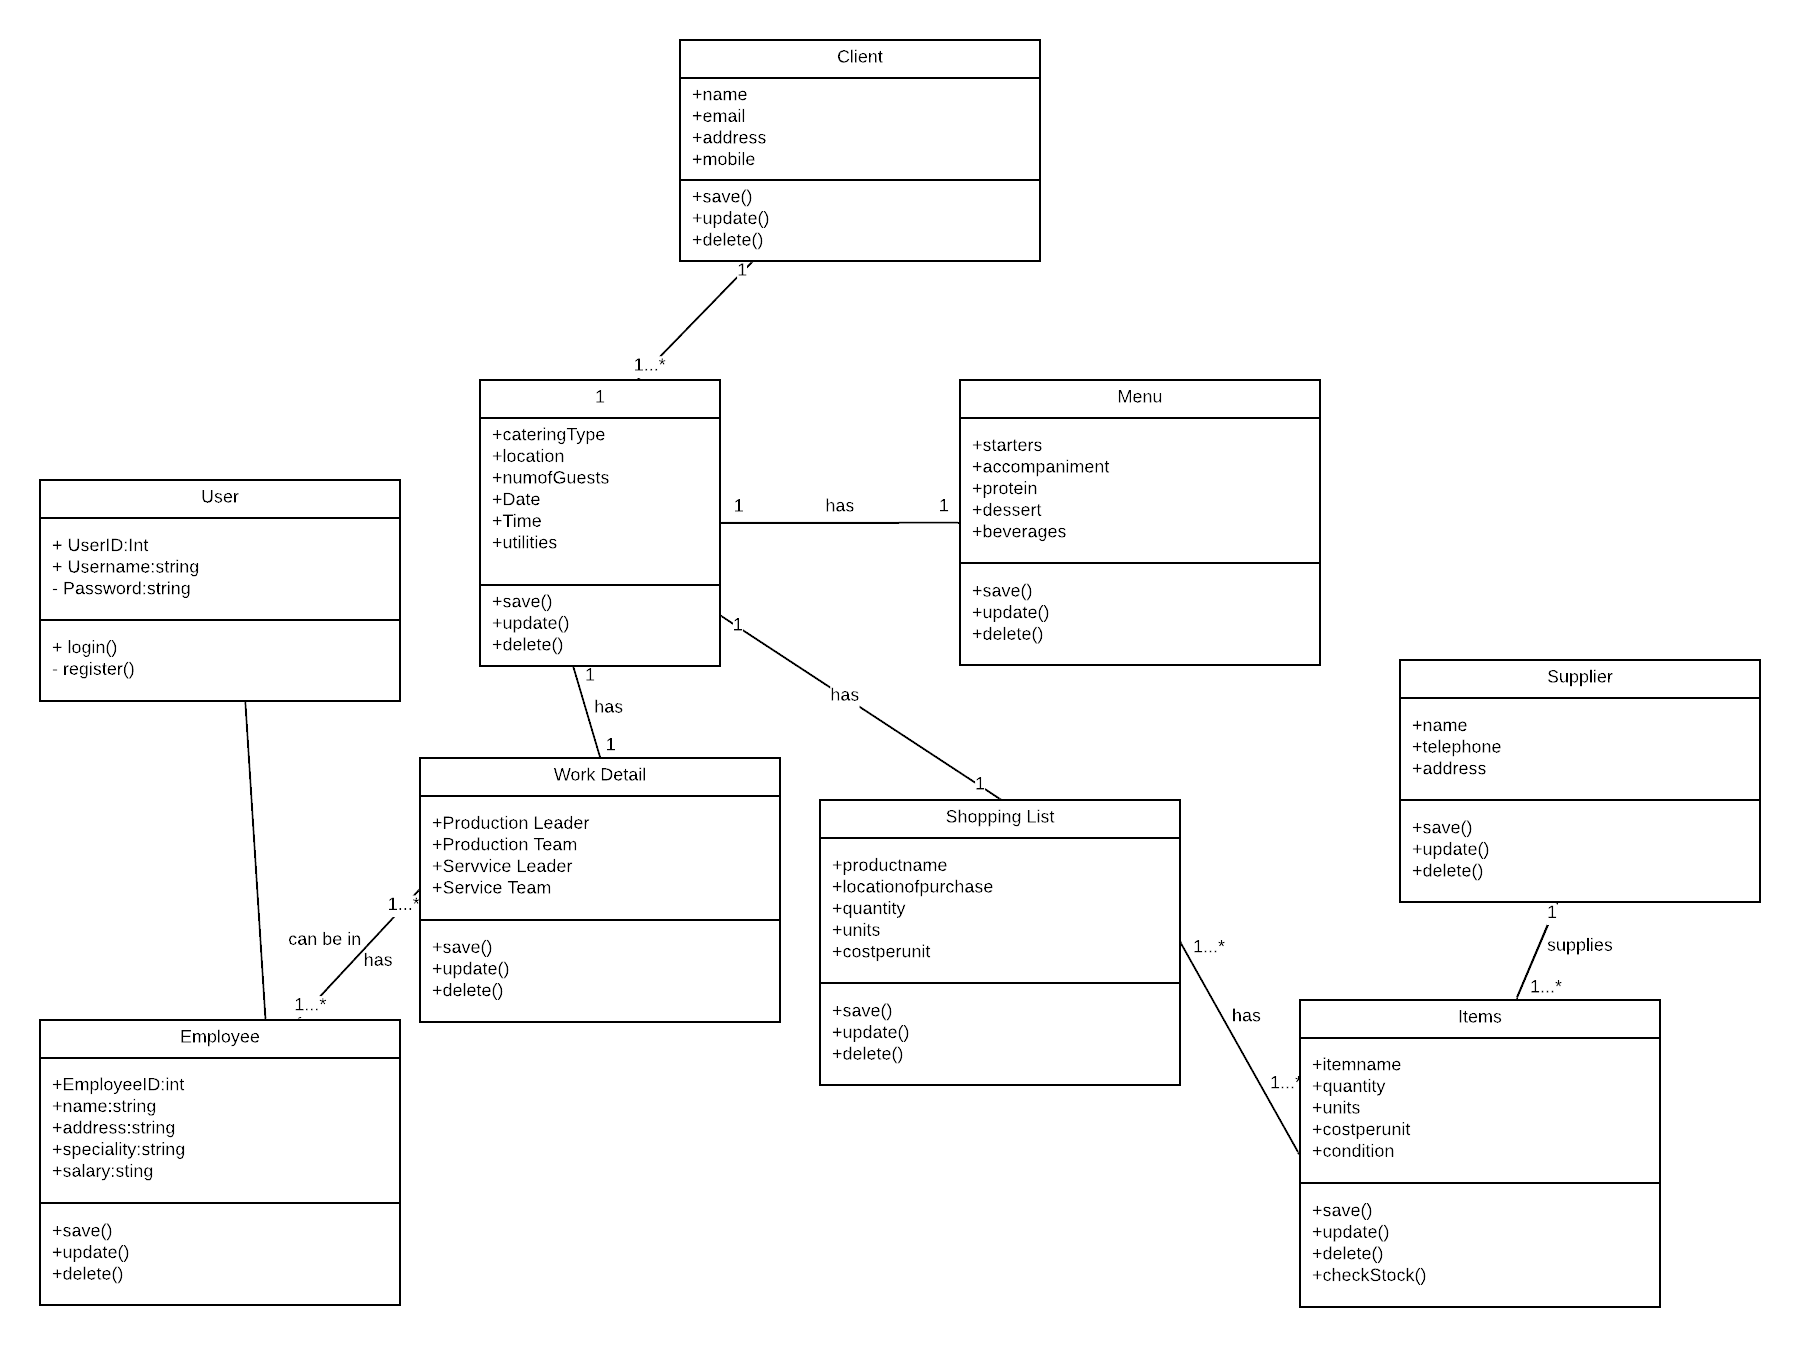 Client
+name
+email
+address
+mobile
+save()
+update()
+delete()
1
1...*
1
+cateringType
+location
+numofGuests
+Date
+Time
+utilities
+save()
+update()
+delete()
1
has
1
Menu
+starters
+accompaniment
+protein
+dessert
+beverages
+save()
+update()
+delete()
User
+ UserID:Int
+ Username:string
- Password:string
+ login()
- register()
1
has
1
1
has
1
Work Detail
+Production Leader
+Production Team
+Servvice Leader
+Service Team
+save()
+update()
+delete()
1...*
can be in
has
1...*
Employee
+EmployeeID:int
+name:string
+address:string
+speciality:string
+salary:sting
+save()
+update()
+delete()
Shopping List
+productname
+locationofpurchase
+quantity
+units
+costperunit
+save()
+update()
+delete()
1...*
has
1...*
Supplier
+name
+telephone
+address
+save()
+update()
+delete()
1
supplies
1...*
Items
+itemname
+quantity
+units
+costperunit
+condition
+save()
+update()
+delete()
+checkStock()